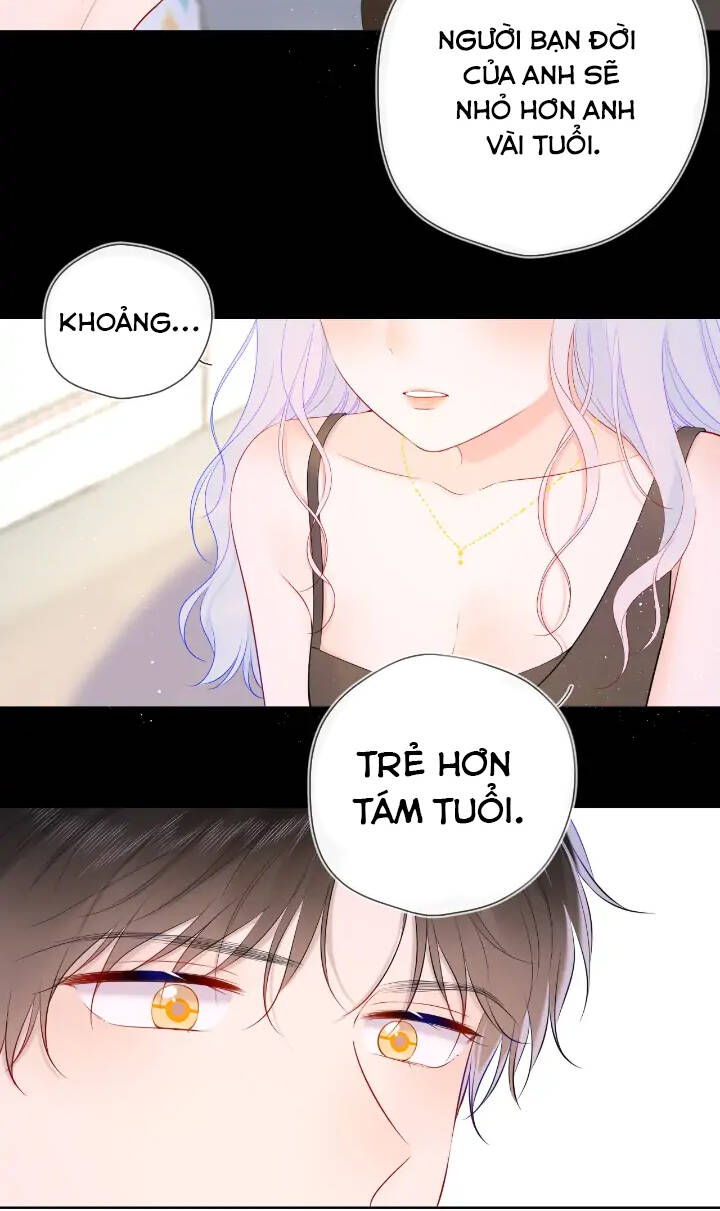 NGƯỜI BẠN ĐỜI
CỦA ANH SẼ
NHỎ HƠN ANH
VÀI TUỔI.
KHOẢNG...
TRẺ HƠN
TÁM TUỔI.